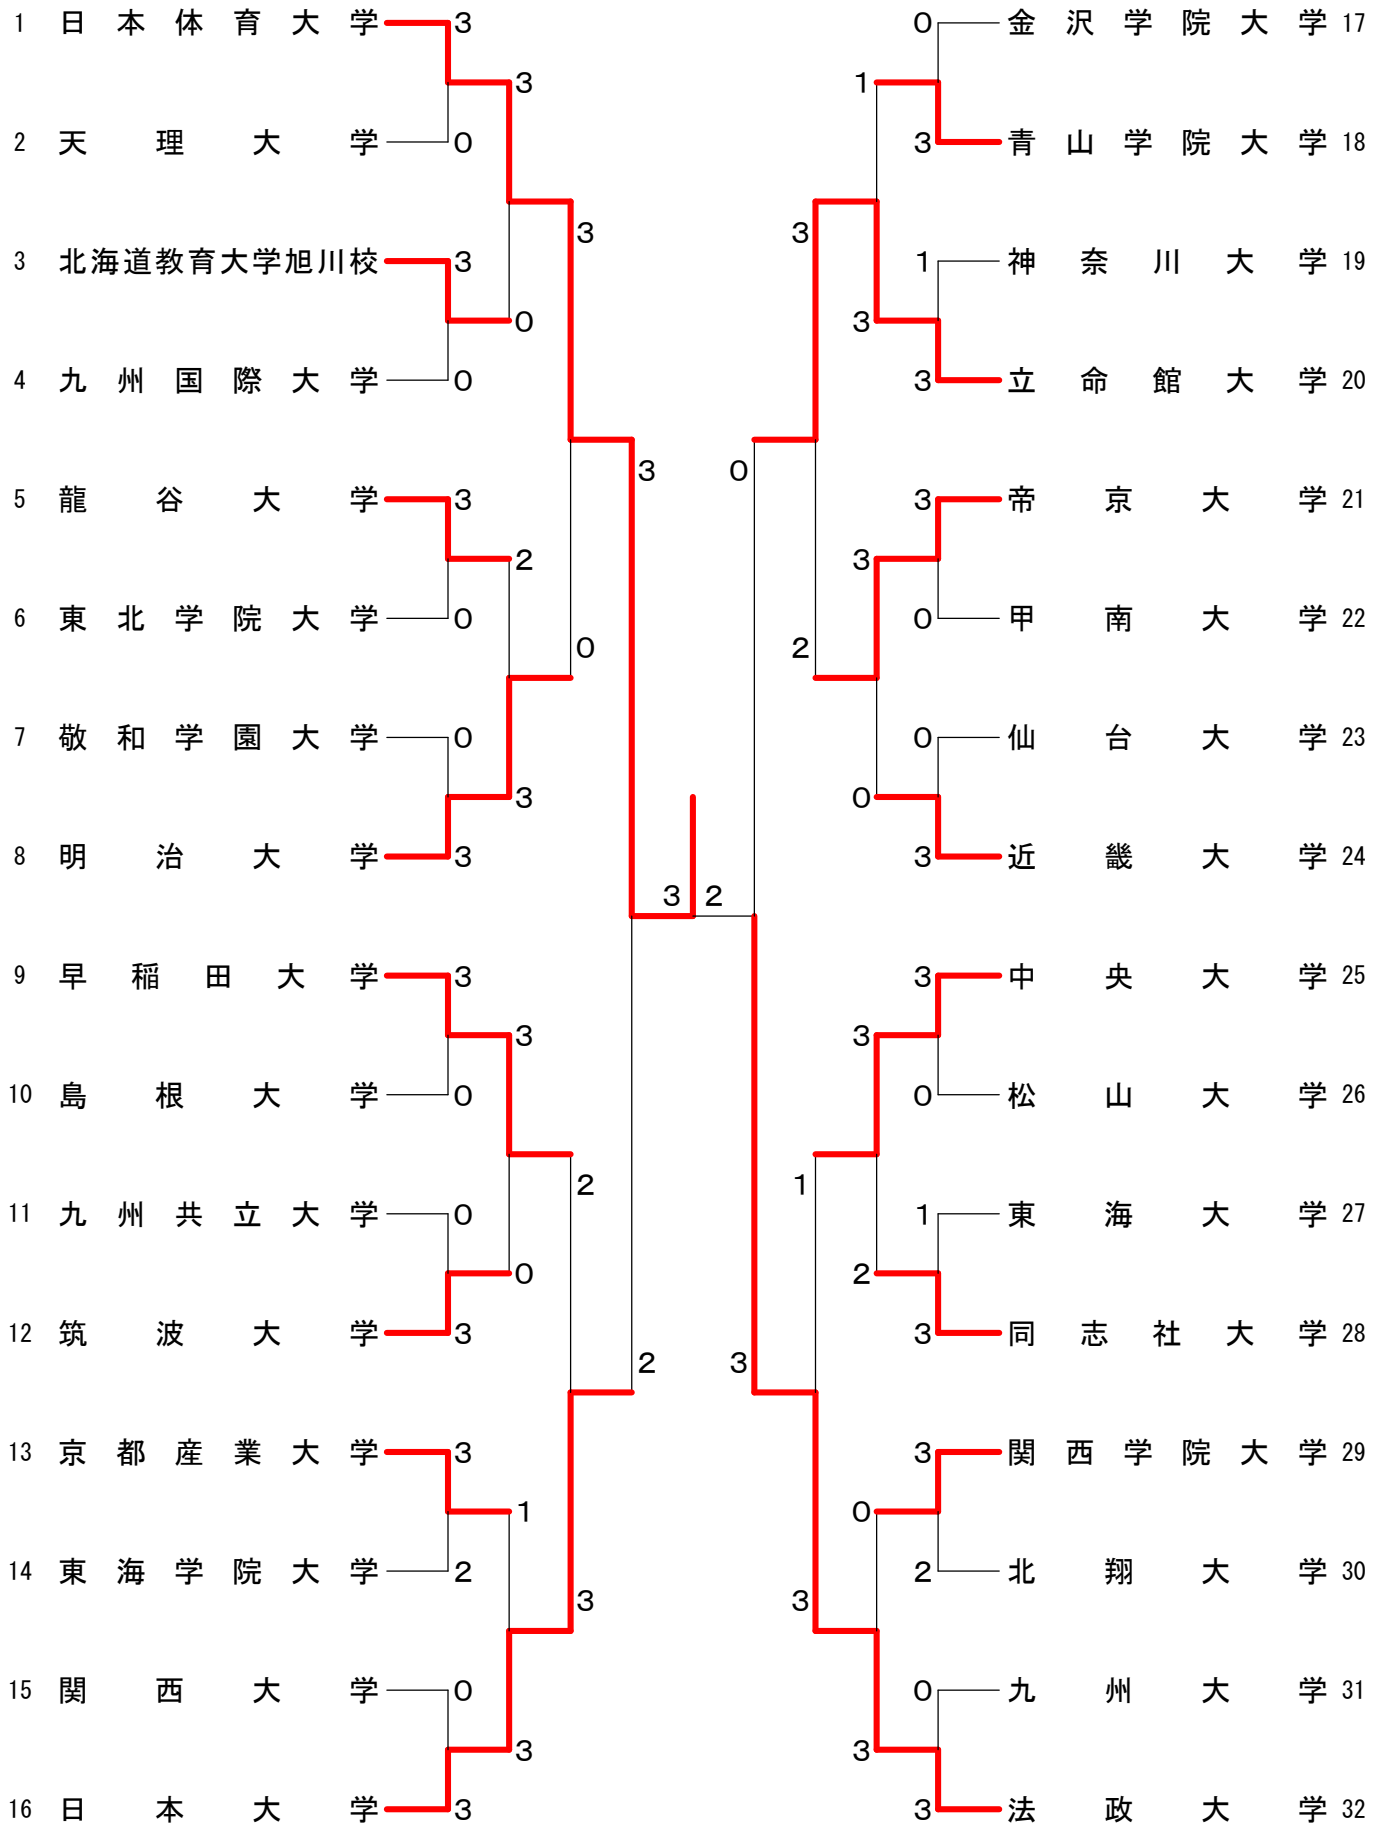 1 日本体育大学 3 0 金沢学院大学 17
3 1
2 天理大学 0 3 青山学院大学 18
3 3
3 北海道教育大学旭川校 3 1 神奈川大学 19
0 3
4 九州国際大学 0 3 立命館大学 20
3 0
5 龍谷大学 3 3 帝京大学 21
2 3
6 東北学院大学 0 0 甲南大学 22
0 2
7 敬和学園大学 0 0 仙台大学 23
3 0
8 明治大学 3 3 近畿大学 24
3 2
9 早稲田大学 3 3 中央大学 25
3 3
10 島根大学 0 0 松山大学 26
2 1
11 九州共立大学 0 1 東海大学 27
0 2
12 筑波大学 3 3 同志社大学 28
2 3
13 京都産業大学 3 3 関西学院大学 29
1 0
14 東海学院大学 2 2 北翔大学 30
3 3
15 関西大学 0 0 九州大学 31
3 3
16 日本大学 3 3 法政大学 32